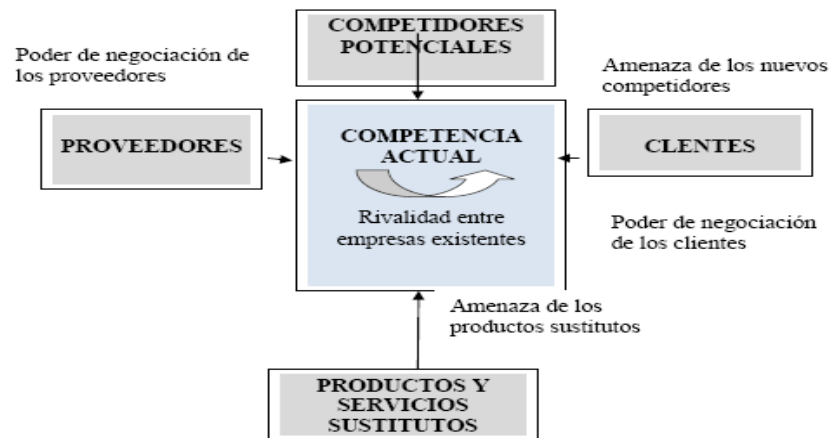 COMPETIDORES
POTENCIALES
Poder de negociación de
los proveedores
Amenaza de los nuevos
competidores
PROVEEDORES
COMPETENCIA
ACTUAL
CLENTES
Rivalidad entre
empresas existentes
Poder de negociación
de los clientes
Amenaza de los
productos sustitutos
PRODUCTOS Y
SERVICIOS
SUSTITUTOS